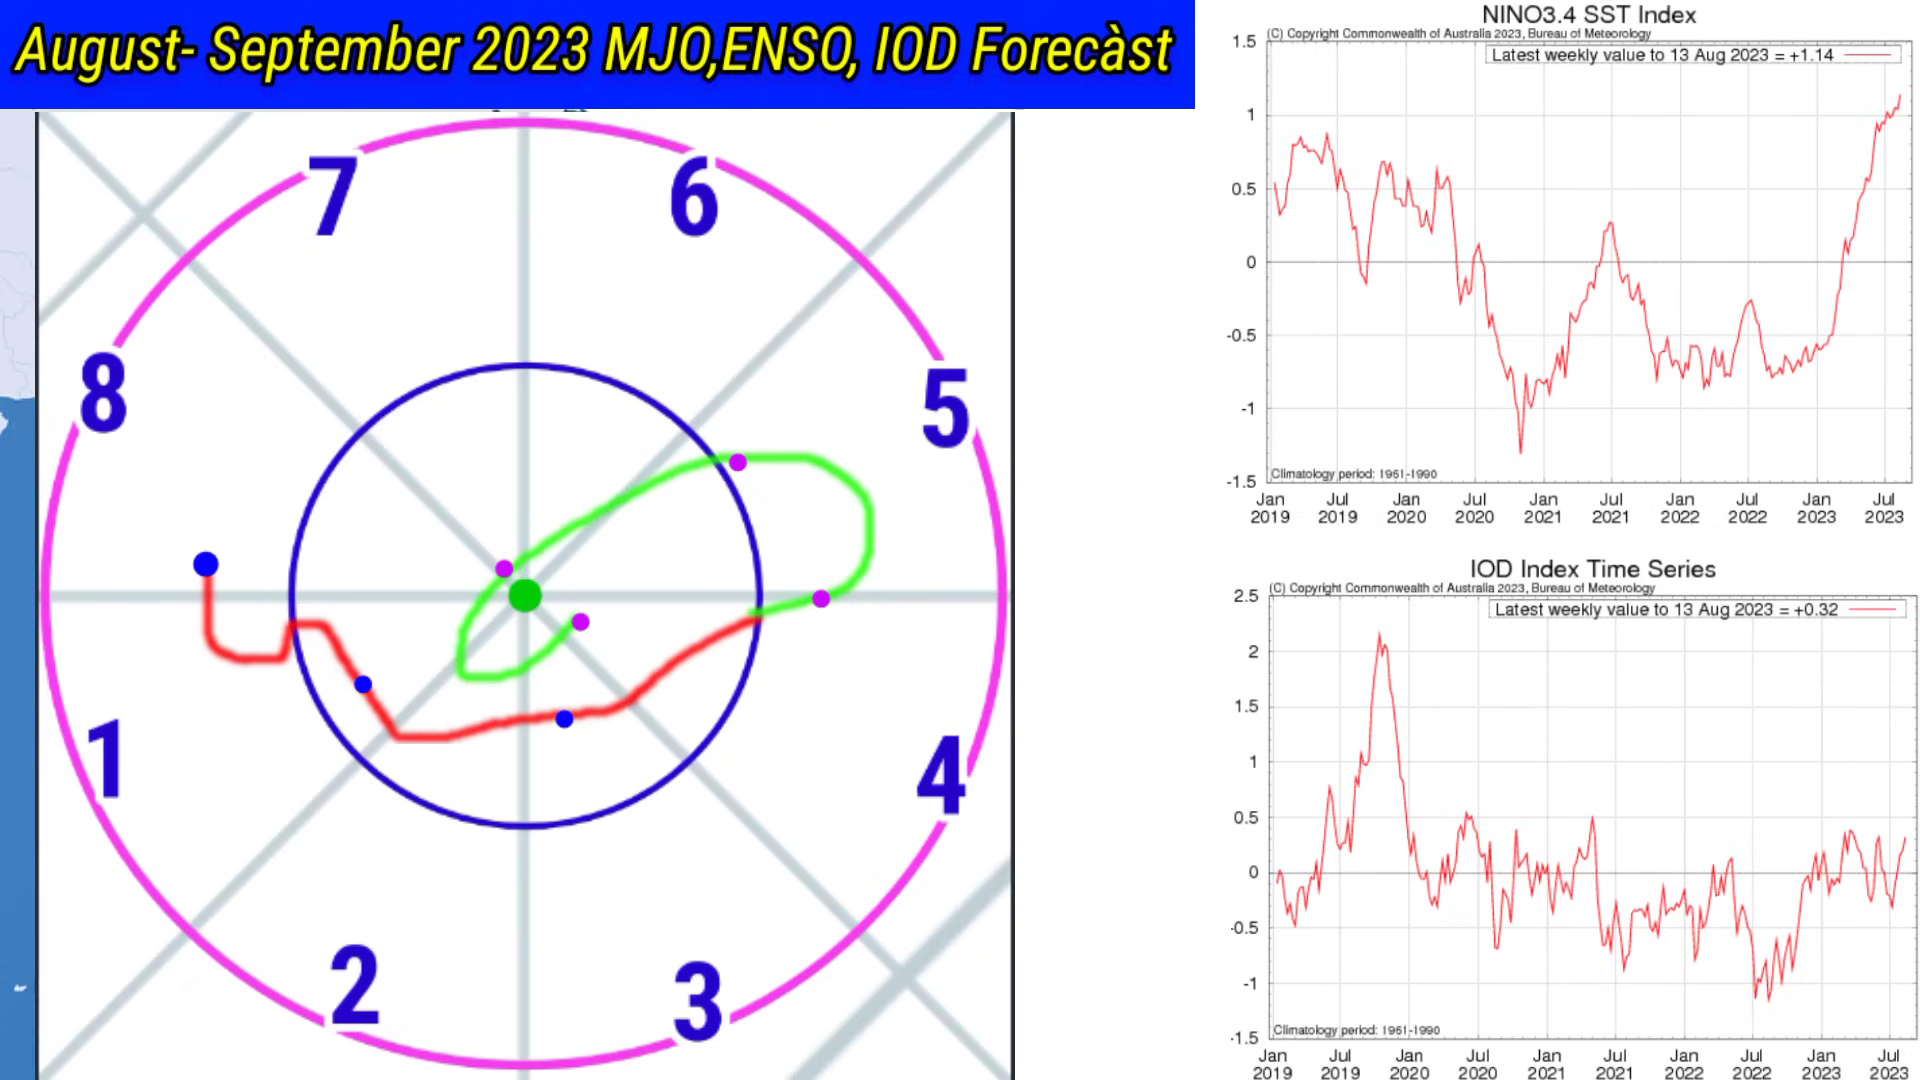 August- September 2023 MJO,ENSO, IOD Forecàst
7
6
8
5
1
4
2
3
NINO3.4 SST Index
(C) Copyright Commonwealth of Australia 2023, Bureau of Meteorology
Latest weekly value to 13 Aug 2023 = +1.14
1.5
1
0.5
0
-0.5
-1
-1.5
Climatology period: 1961-1990
Jan Jul Jan Jul Jan Jul Jan Jul Jan Jul
2019 2019 2020 2020 2021 2021 2022 2022 2023 2023
IOD Index Time Series
(C) Copyright Commonwealth of Australia 2023, Bureau of Meteorology
Latest weekly value to 13 Aug 2023 = +0.32
2.5
2
1.5
1
0.5
0
-0.5
-1
-1.5
Climatology period: 1961-1990
Jan Jul Jan Jul Jan Jul Jan Jul Jan Jul
2019 2019 2020 2020 2021 2021 2022 2022 2023 2023